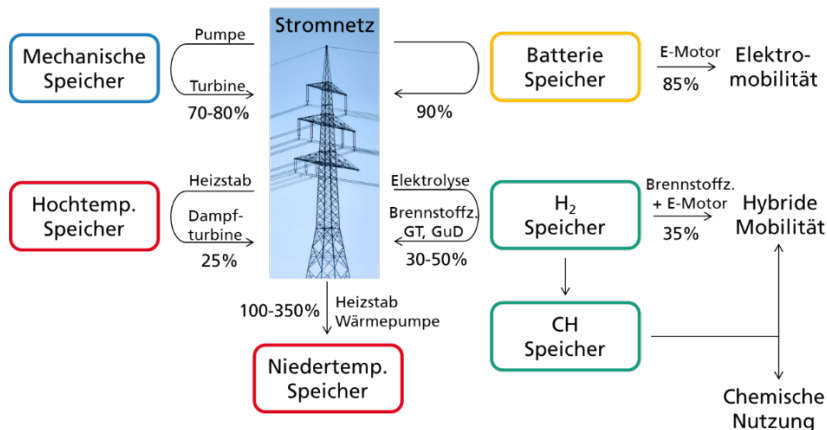 Stromnetz
Pumpe
Mechanische
Speicher
Turbine
70-80%
90%
Batterie
Speicher
E-Motor
85%
Elektro-
mobilität
Heizstab
Hochtemp.
Speicher
Dampf-
turbine
25%
Elektrolyse
Brennstoffz.
GT, GuD
30-50%
H₂
Speicher
Brennstoffz.
+ E-Motor
35%
Hybride
Mobilität
100-350%
Heizstab
Wärmepumpe
CH
Speicher
Niedertemp.
Speicher
Chemische
Nutzung